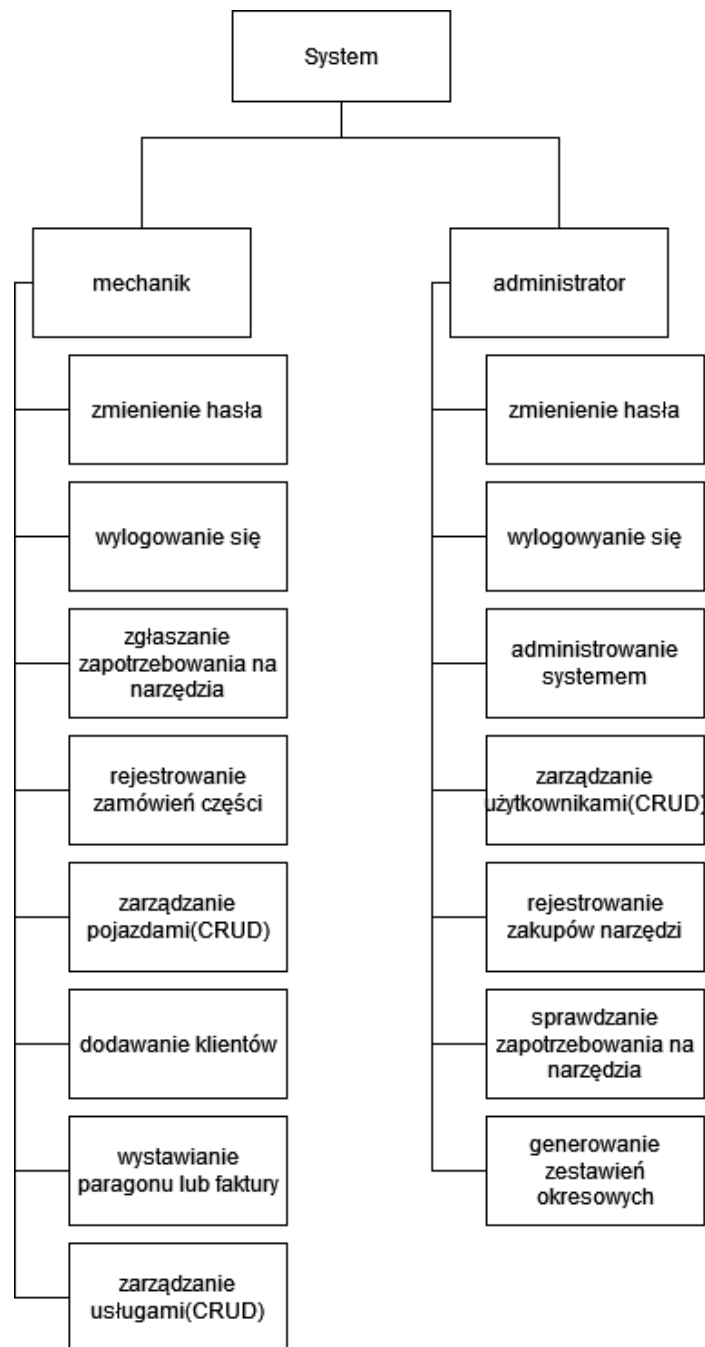 System
mechanik
administrator
zmienienie hasła
wylogowanie się
zgłaszanie
zapotrzebowania na
narzędzia
rejestrowanie
zamówień części
zarządzanie
pojazdami(CRUD)
dodawanie klientów
wystawianie
paragonu lub faktury
zarządzanie
usługami(CRUD)
zmienienie hasła
wylogowyanie się
administrowanie
systemem
zarządzanie
użytkownikami(CRUD)
rejestrowanie
zakupów narzędzi
sprawdzanie
zapotrzebowania na
narzędzia
generowanie
zestawień
okresowych